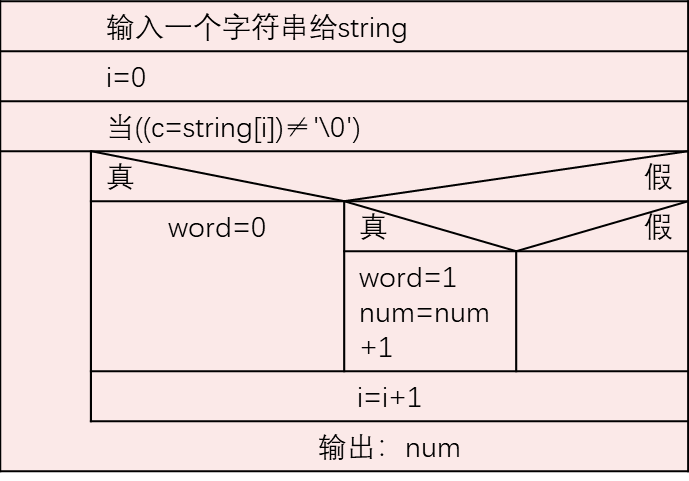 输入一个字符串给string
i=0
当((c=string[i])≠'\0')
真
假
word=0
真
假
word=1
num=num
+1
i=i+1
输出：num